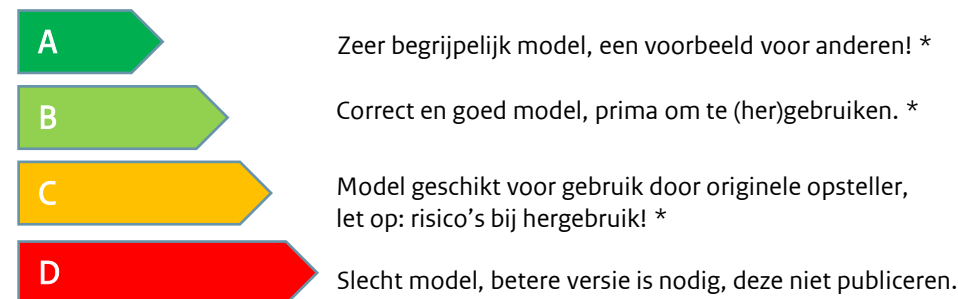 A
Zeer begrijpelijk model, een voorbeeld voor anderen! *
B
Correct en goed model, prima om te (her)gebruiken. *
C
Model geschikt voor gebruik door originele opsteller,
let op: risico’s bij hergebruik! *
D
Slecht model, betere versie is nodig, deze niet publiceren.